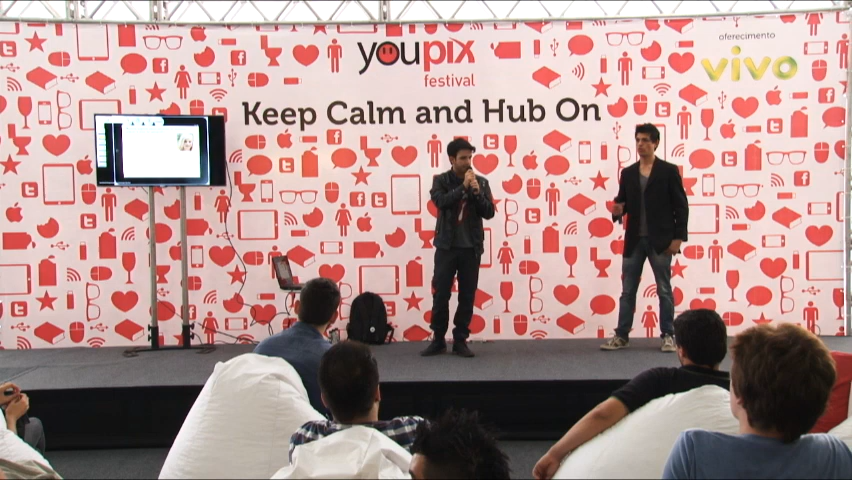 youpix
festival
oferecimento
vivo
Keep Calm and Hub On